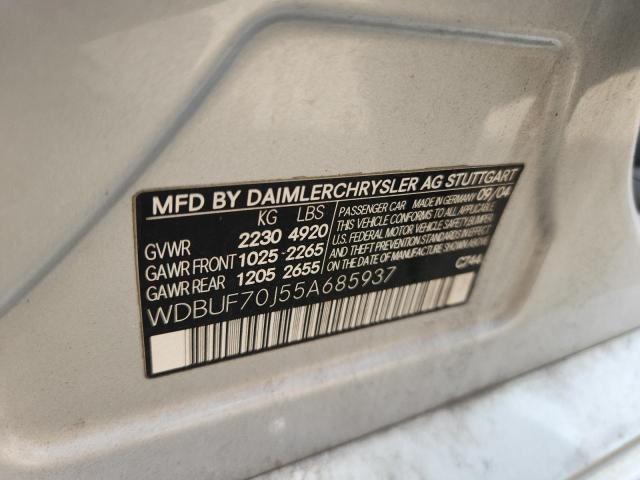 MFD BY DAIMLERCHRYSLER AG STUTTGART
KG LBS
GVWR 2230 4920
GAWR FRONT 1025-2265
GAWR REAR 1205 2655
PASSENGER CAR MADE IN GERMANY 09/04
THIS VEHICLE CONFORMS TO ALL APPLICABLE
U.S. FEDERAL MOTOR VEHICLE SAFETY, BUMPER,
AND THEFT PREVENTION STANDARDS IN EFFECT
ON THE DATE OF MANUFACTURE SHOWN ABOVE
C744
WDBUF70J55A685937